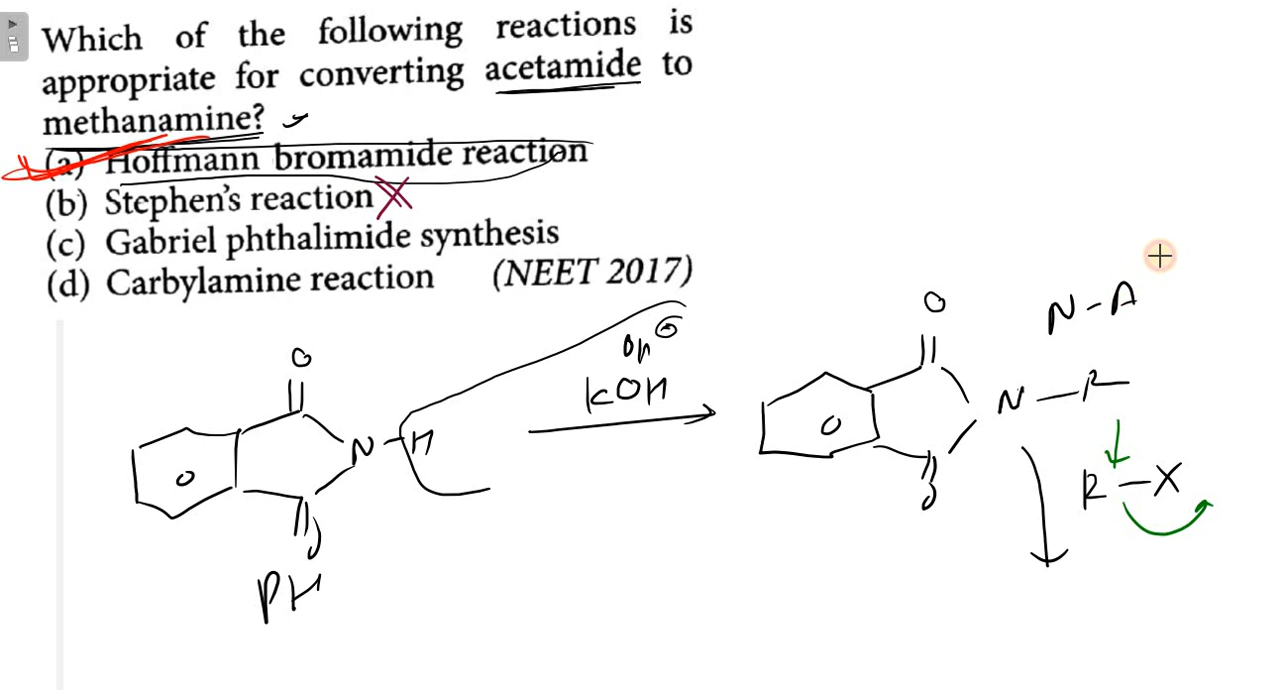 Which of the following reactions is
appropriate for converting acetamide to
methanamine?
(a) Hoffmann bromamide reaction
(b) Stephen's reaction
(c) Gabriel phthalimide synthesis
(d) Carbylamine reaction (NEET 2017)
N-A
O
O
OH⊖
KOH
N-R
N-H
R-X
PH